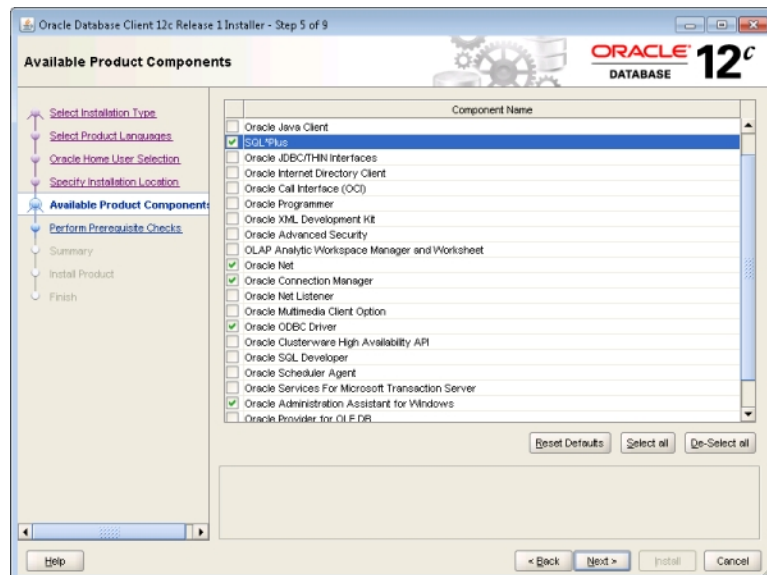 Oracle Database Client 12c Release 1 Installer - Step 5 of 9
Available Product Components
ORACLE
DATABASE
12c
Select Installation Type
Select Product Languages
Oracle Home User Selection
Specify Installation Location
Available Product Components
Perform Prerequisite Checks
Summary
Install Product
Finish
Component Name
Oracle Java Client
SQL*Plus
Oracle JDBC/THIN Interfaces
Oracle Internet Directory Client
Oracle Call Interface (OCI)
Oracle Programmer
Oracle XML Development Kit
Oracle Advanced Security
OLAP Analytic Workspace Manager and Worksheet
Oracle Net
Oracle Connection Manager
Oracle Net Listener
Oracle Multimedia Client Option
Oracle ODBC Driver
Oracle Clusterware High Availability API
Oracle SQL Developer
Oracle Scheduler Agent
Oracle Services For Microsoft Transaction Server
Oracle Administration Assistant for Windows
Oracle Provider for OLE DB
Reset Defaults
Select all
De-Select all
Help
< Back
Next >
Install
Cancel